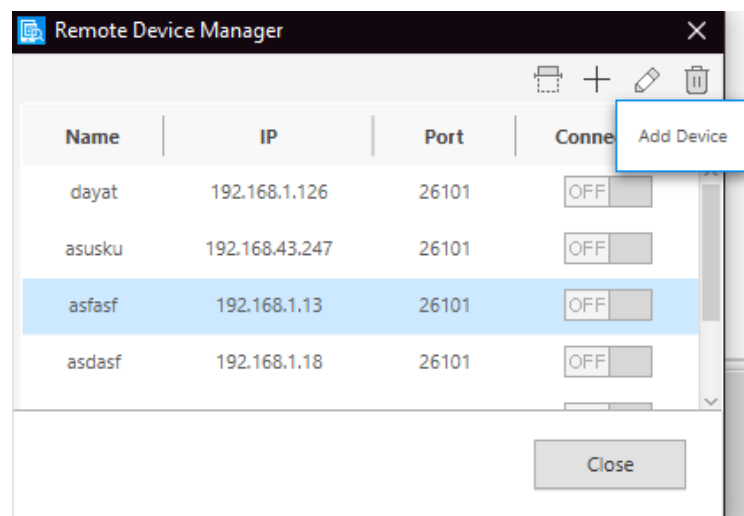 Remote Device Manager
Name IP Port Conne
Add Device
dayat 192.168.1.126 26101 OFF
asusku 192.168.43.247 26101 OFF
asfasf 192.168.1.13 26101 OFF
asdasf 192.168.1.18 26101 OFF
Close